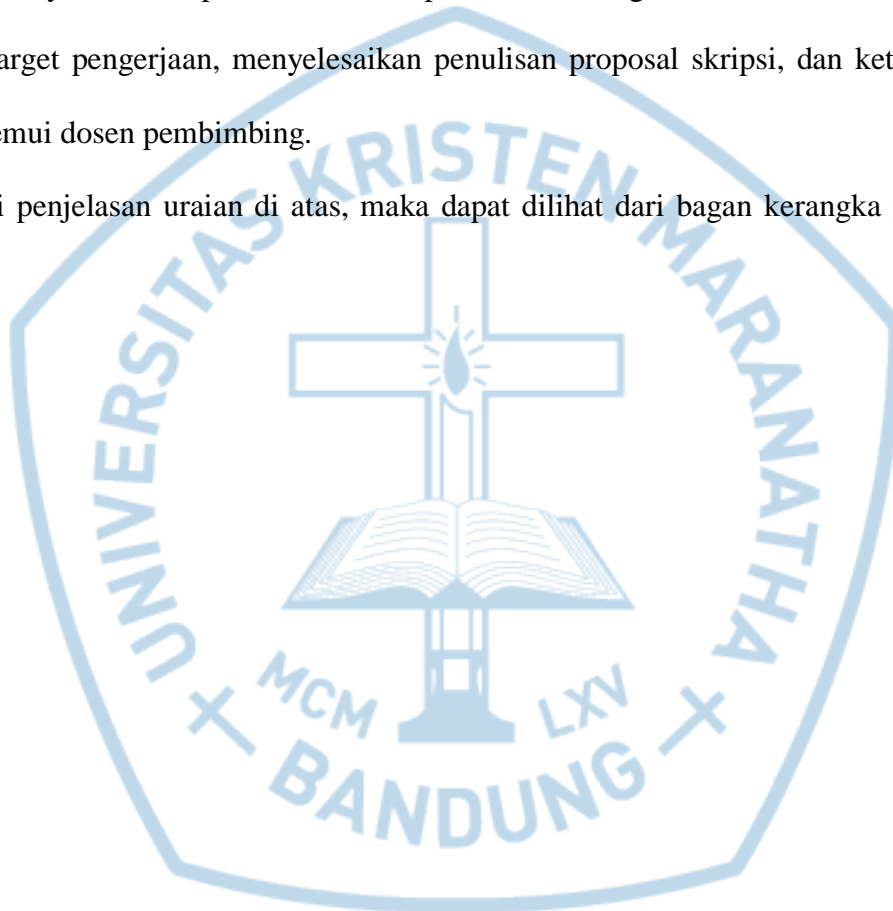 arget pengerjaan, menyelesaikan penulisan proposal skripsi, dan ket
emui dosen pembimbing.
i penjelasan uraian di atas, maka dapat dilihat dari bagan kerangka
UNIVERSITAS KRISTEN MARANATHA
MCM LXV
BANDUNG